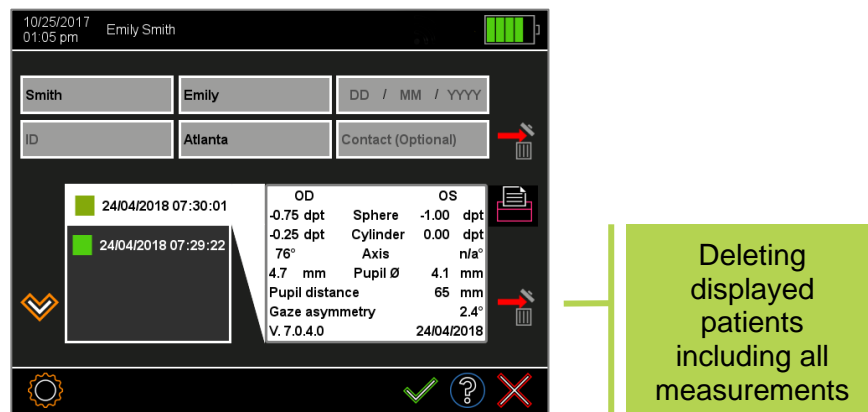 10/25/2017
01:05 pm
Emily Smith
Smith
Emily
DD / MM / YYYY
ID
Atlanta
Contact (Optional)
24/04/2018 07:30:01
24/04/2018 07:29:22
OD OS
-0.75 dpt Sphere -1.00 dpt
-0.25 dpt Cylinder 0.00 dpt
76° Axis n/a°
4.7 mm Pupil Ø 4.1 mm
Pupil distance 65 mm
Gaze asymmetry 2.4°
V. 7.0.4.0 24/04/2018
?
Deleting
displayed
patients
including all
measurements